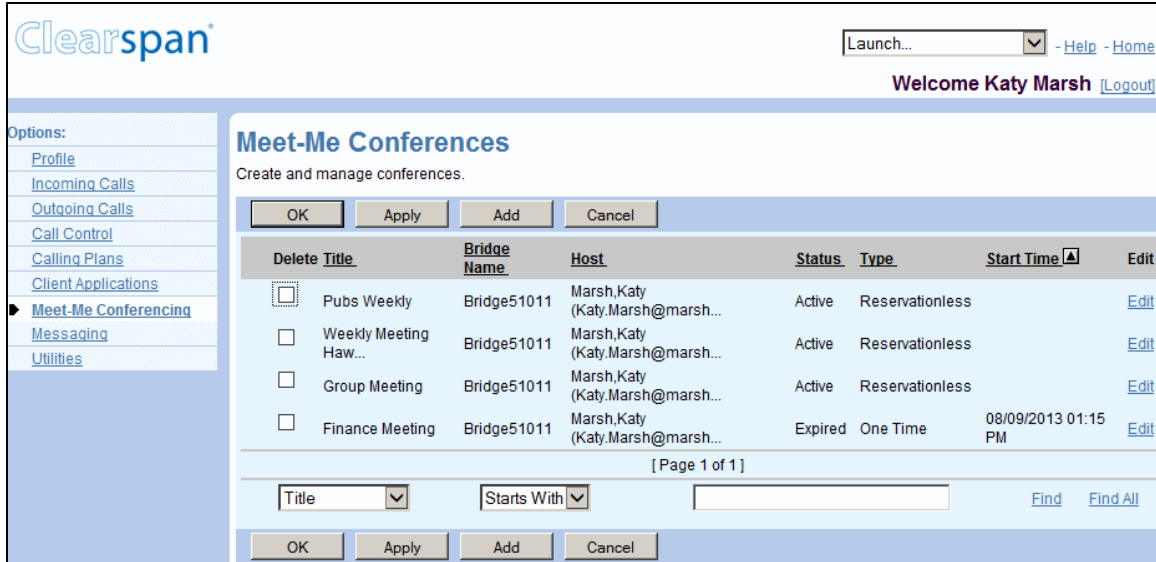 Clearspan
Launch... - Help - Home
Welcome Katy Marsh [Logout]
Options:
Profile
Incoming Calls
Outgoing Calls
Call Control
Calling Plans
Client Applications
Meet-Me Conferencing
Messaging
Utilities
Meet-Me Conferences
Create and manage conferences.
OK Apply Add Cancel
Delete Title Bridge Name Host Status Type Start Time Edit
Pubs Weekly Bridge51011 Marsh,Katy (Katy.Marsh@marsh... Active Reservationless Edit
Weekly Meeting Haw... Bridge51011 Marsh,Katy (Katy.Marsh@marsh... Active Reservationless Edit
Group Meeting Bridge51011 Marsh,Katy (Katy.Marsh@marsh... Active Reservationless Edit
Finance Meeting Bridge51011 Marsh,Katy (Katy.Marsh@marsh... Expired One Time 08/09/2013 01:15 PM Edit
[ Page 1 of 1 ]
Title Starts With Find Find All
OK Apply Add Cancel